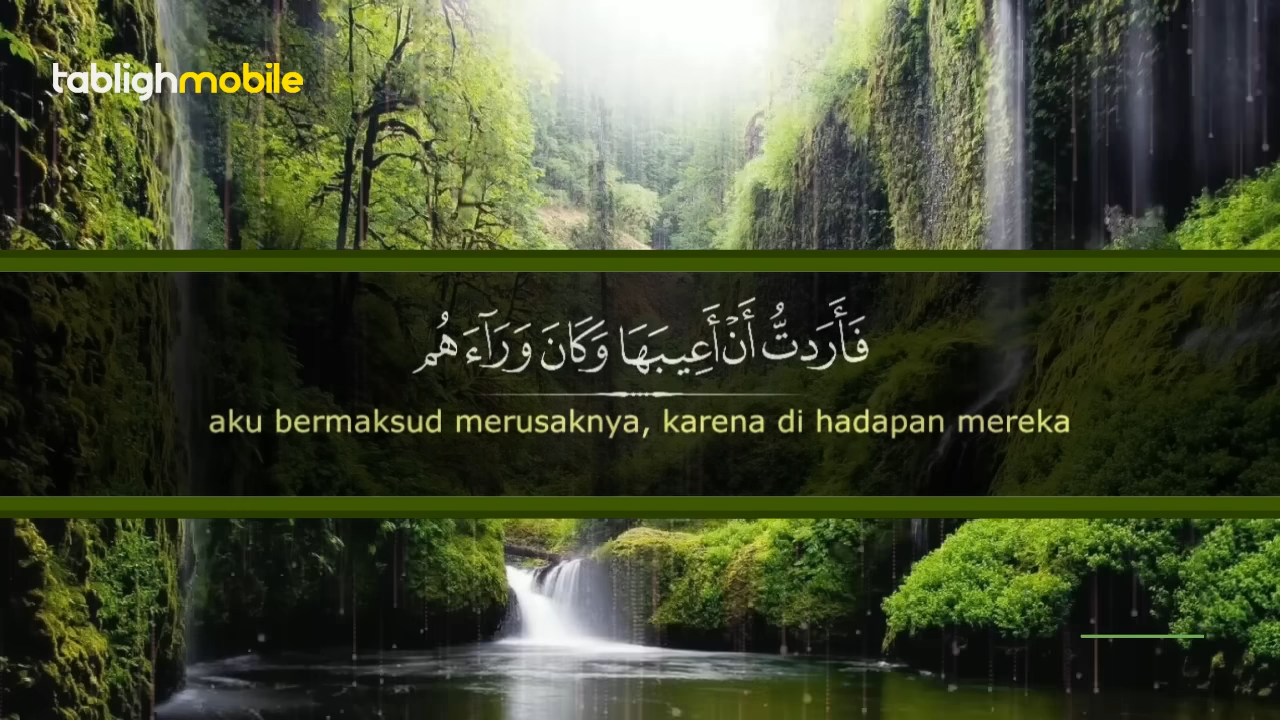 tablighmobile
فَأَرَدتُّ أَنْ أَعِيبَهَا وَكَانَ وَرَآءَهُم
aku bermaksud merusaknya, karena di hadapan mereka